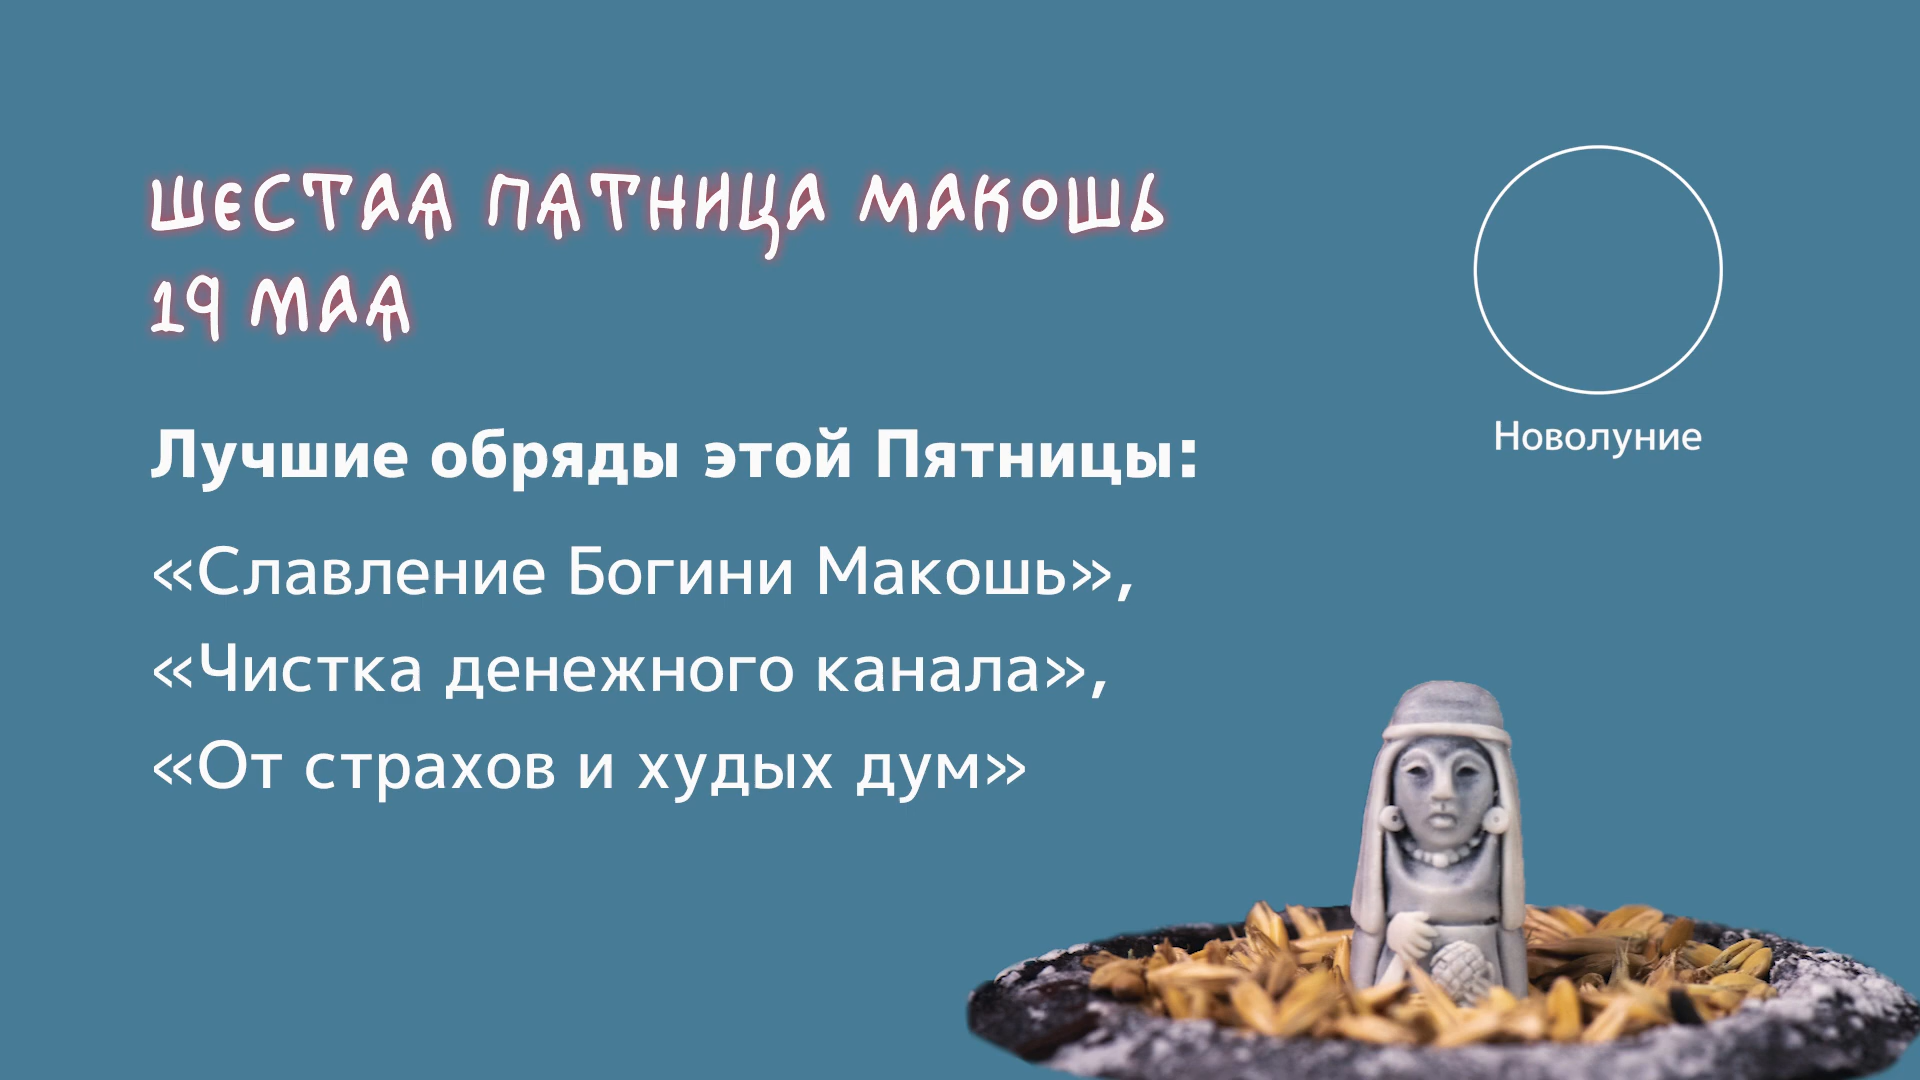 ШЕСТАЯ ПЯТНИЦА МАКОШЬ
19 МАЯ
Новолуние
Лучшие обряды этой Пятницы:
«Славление Богини Макошь»,
«Чистка денежного канала»,
«От страхов и худых дум»